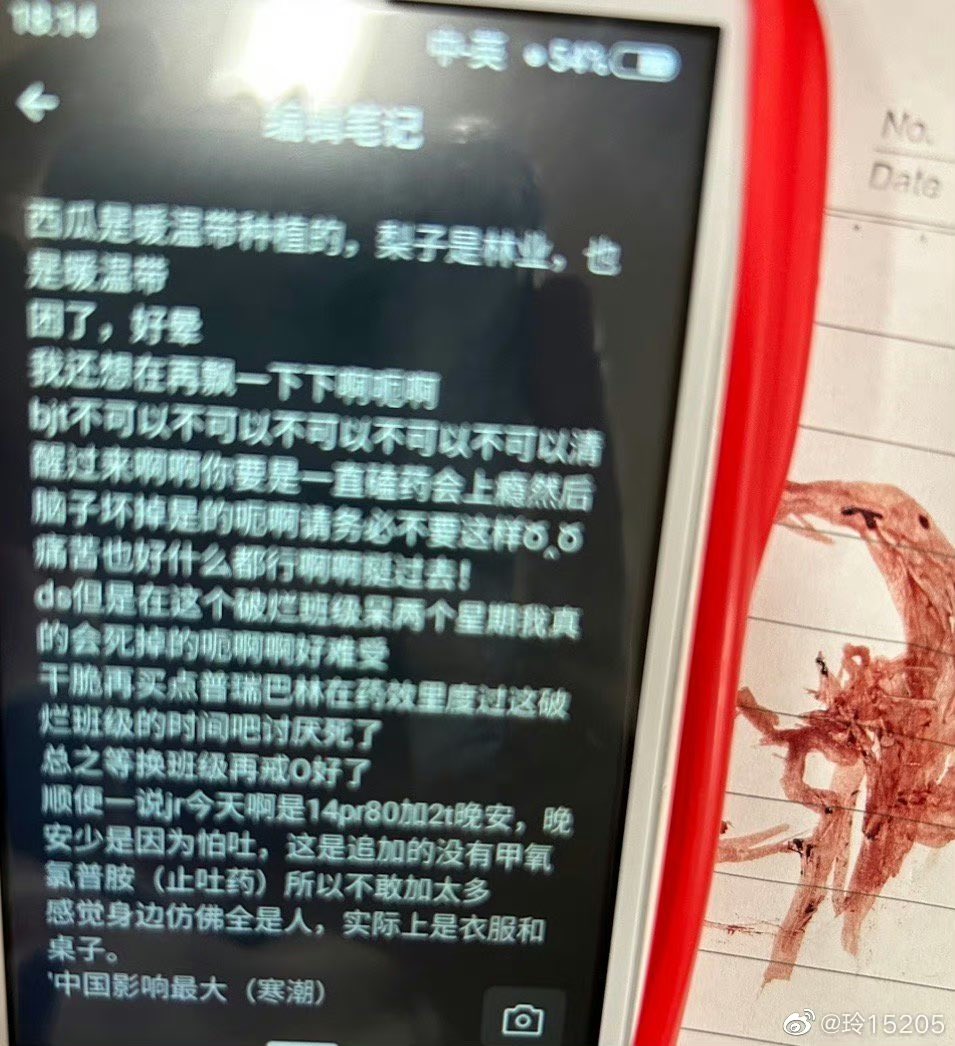 18:14
中英 54%
编辑笔记
No.
Date
西瓜是暖温带种植的，梨子是林业，也
是暖温带
困了，好晕
我还想在再飘一下下啊呃啊
bjt不可以不可以不可以不可以不可以清
醒过来啊啊你要是一直嗑药会上瘾然后
脑子坏掉是的呃啊请务必不要这样ŏ̥̥̥̥םŏ̥̥̥̥
痛苦也好什么都行啊啊挺过去！
ds但是在这个破烂班级呆两个星期我真
的会死掉的呃啊啊好难受
干脆再买点普瑞巴林在药效里度过这破
烂班级的时间吧讨厌死了
总之等换班级再戒O好了
顺便一说jr今天啊是14pr80加2t晚安，晚
安少是因为怕吐，这是追加的没有甲氧
氯普胺（止吐药）所以不敢加太多
感觉身边仿佛全是人，实际上是衣服和
桌子。
'中国影响最大（寒潮）
@玲15205